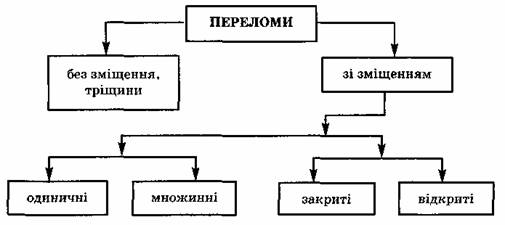 ПЕРЕЛОМИ
без зміщення,
тріщини
зі зміщенням
одиничні
множинні
закриті
відкриті